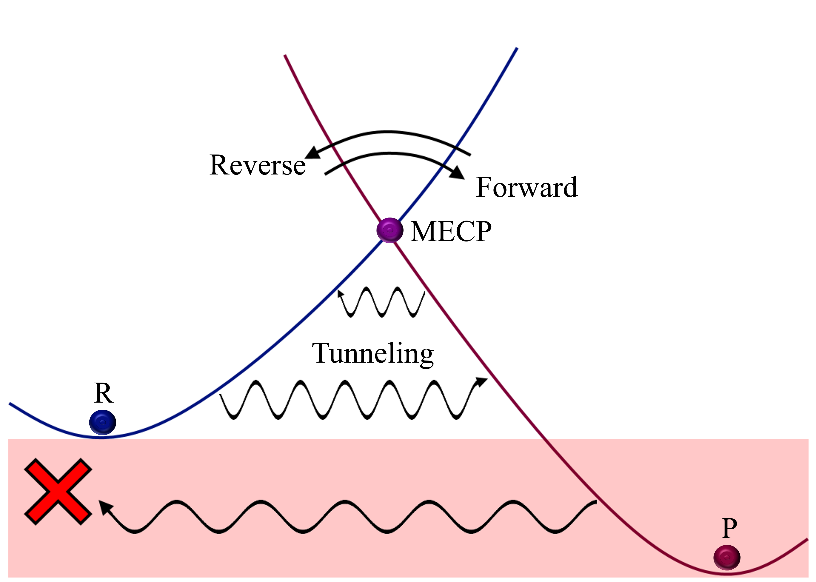 Reverse
Forward
MECP
Tunneling
R
P